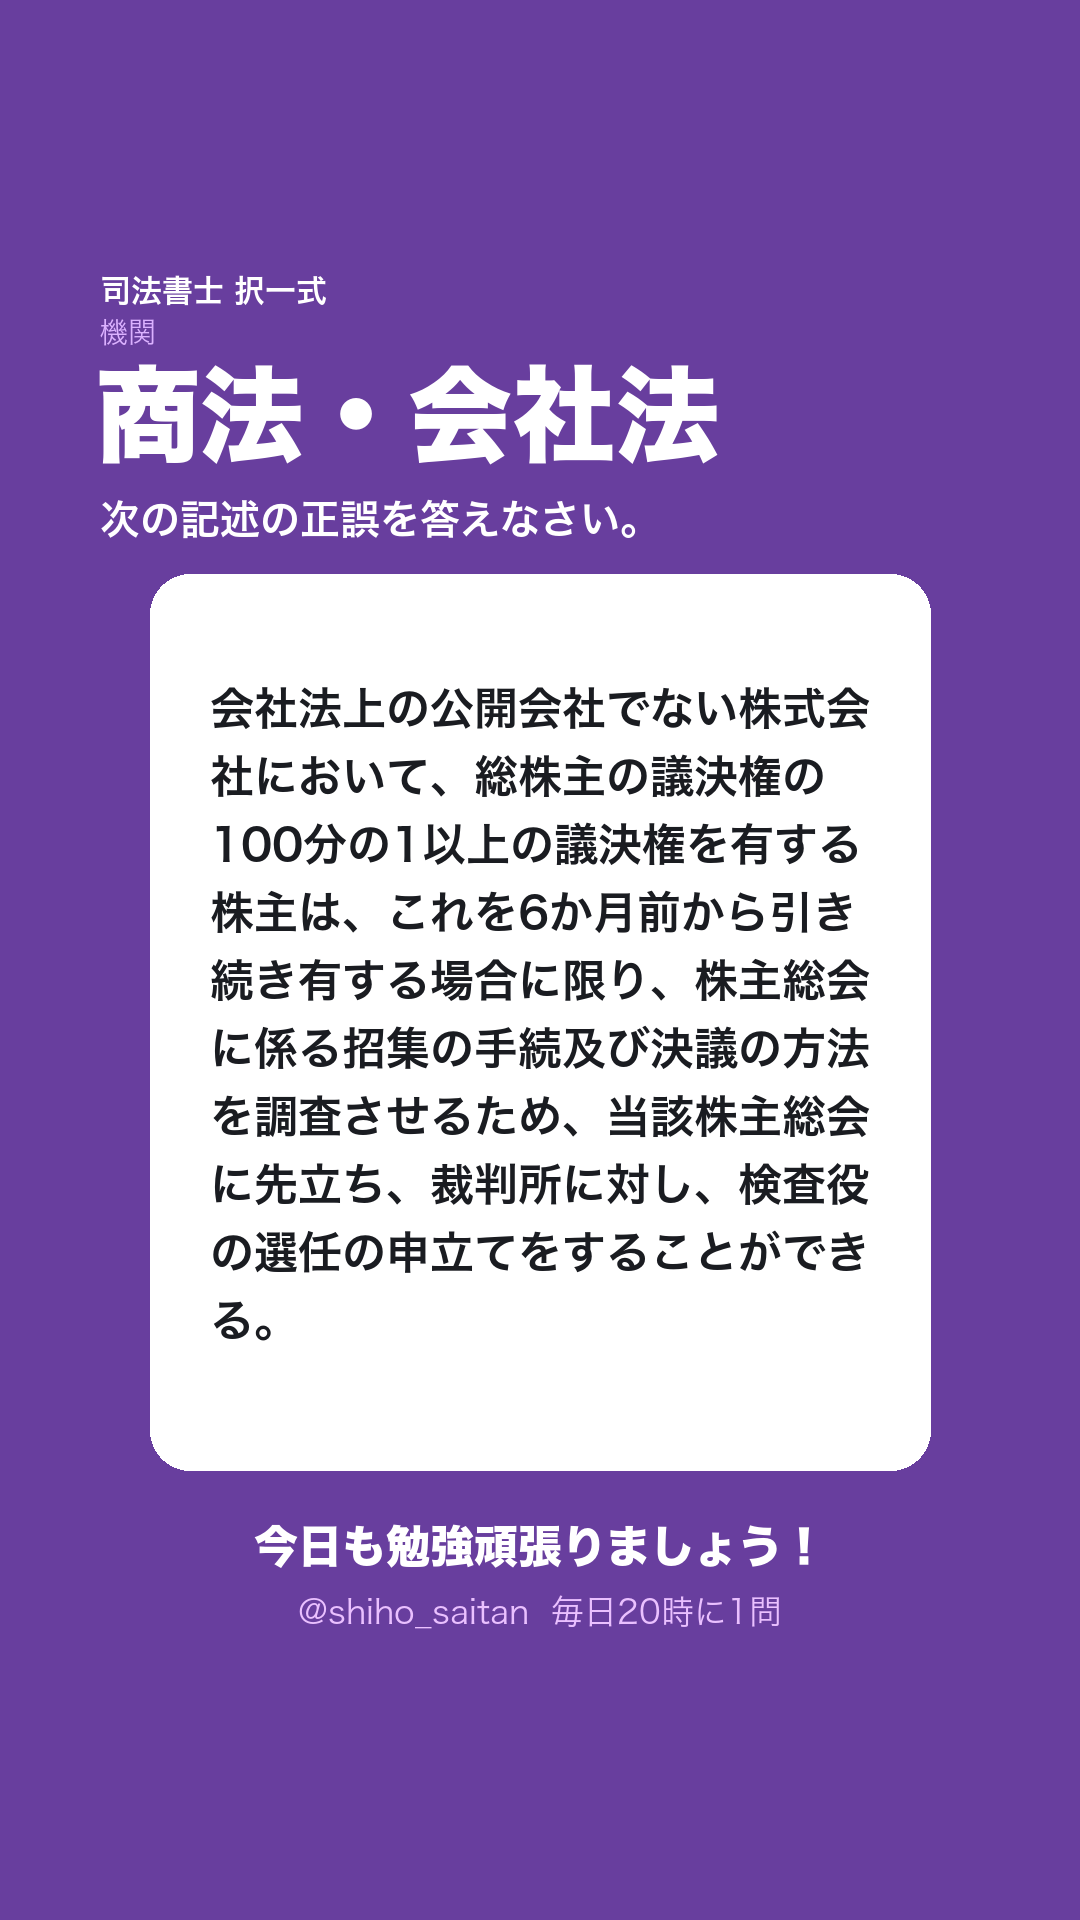 司法書士 択一式
機関
商法・会社法
次の記述の正誤を答えなさい。
会社法上の公開会社でない株式会
社において、総株主の議決権の
100分の1以上の議決権を有する
株主は、これを6か月前から引き
続き有する場合に限り、株主総会
に係る招集の手続及び決議の方法
を調査させるため、当該株主総会
に先立ち、裁判所に対し、検査役
の選任の申立てをすることができ
る。
今日も勉強頑張りましょう！
@shiho_saitan 毎日20時に1問